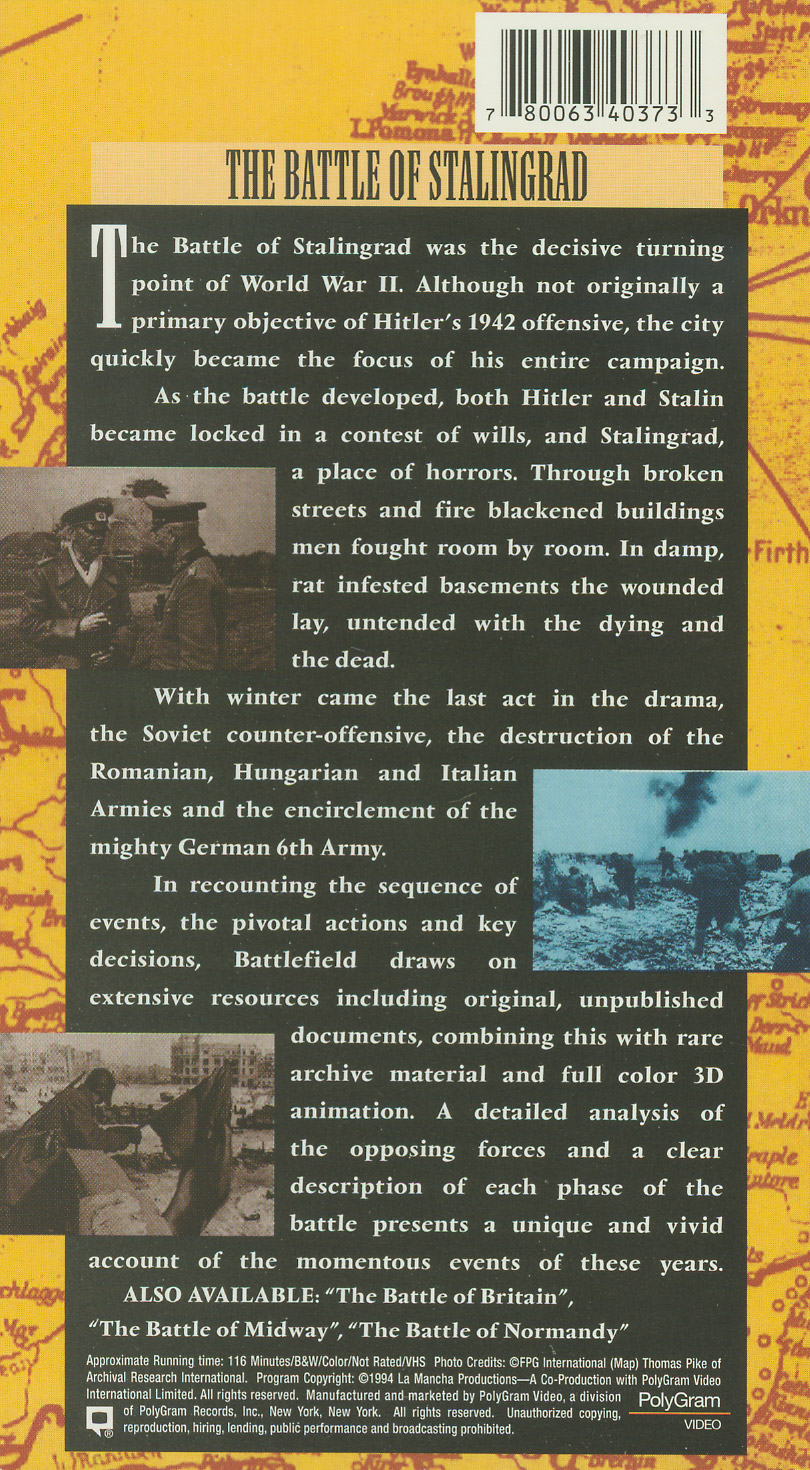 7 80063 40373 3
THE BATTLE OF STALINGRAD
The Battle of Stalingrad was the decisive turning
point of World War II. Although not originally a
primary objective of Hitler's 1942 offensive, the city
quickly became the focus of his entire campaign.
As the battle developed, both Hitler and Stalin
became locked in a contest of wills, and Stalingrad,
a place of horrors. Through broken
streets and fire blackened buildings
men fought room by room. In damp,
rat infested basements the wounded
lay, untended with the dying and
the dead.
With winter came the last act in the drama,
the Soviet counter-offensive, the destruction of the
Romanian, Hungarian and Italian
Armies and the encirclement of the
mighty German 6th Army.
In recounting the sequence of
events, the pivotal actions and key
decisions, Battlefield draws on
extensive resources including original, unpublished
documents, combining this with rare
archive material and full color 3D
animation. A detailed analysis of
the opposing forces and a clear
description of each phase of the
battle presents a unique and vivid
account of the momentous events of these years.
ALSO AVAILABLE: "The Battle of Britain",
"The Battle of Midway", "The Battle of Normandy"
Approximate Running time: 116 Minutes/B&W/Color/Not Rated/VHS Photo Credits: ©FPG International (Map) Thomas Pike of
Archival Research International. Program Copyright: ©1994 La Mancha Productions—A Co-Production with PolyGram Video
International Limited. All rights reserved. Manufactured and marketed by PolyGram Video, a division
of PolyGram Records, Inc., New York, New York. All rights reserved. Unauthorized copying,
reproduction, hiring, lending, public performance and broadcasting prohibited.
®
PolyGram
VIDEO
Warwick
I. Pomona
Orkn
Firth